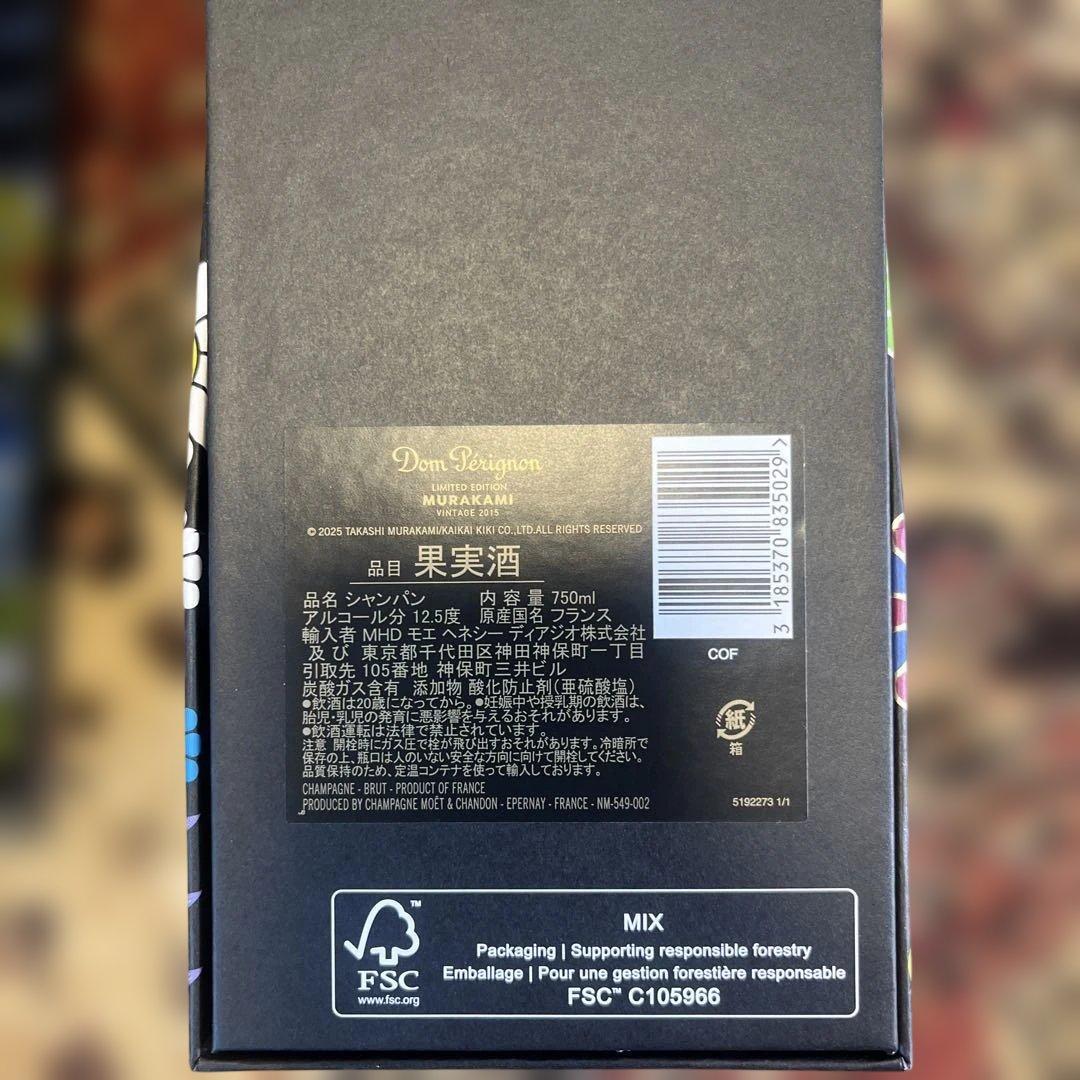 Dom Pérignon
LIMITED EDITION
MURAKAMI
VINTAGE 2015
© 2025 TAKASHI MURAKAMI/KAIKAI KIKI CO.,LTD.ALL RIGHTS RESERVED
品目 果実酒
品名 シャンパン 内容量 750ml
アルコール分 12.5度 原産国名 フランス
輸入者 MHD モエ ヘネシー ディアジオ株式会社
及び 東京都千代田区神田神保町一丁目
引取先 105番地 神保町三井ビル
炭酸ガス含有 添加物 酸化防止剤(亜硫酸塩)
●飲酒は20歳になってから。●妊娠中や授乳期の飲酒は、
胎児・乳児の発育に悪影響を与えるおそれがあります。
●飲酒運転は法律で禁止されています。
注意 開栓時にガス圧で栓が飛び出すおそれがあります。冷暗所で
保存の上、瓶口は人のいない安全な方向に向けて開栓してください。
品質保持のため、定温コンテナを使って輸入しております。
CHAMPAGNE - BRUT - PRODUCT OF FRANCE
PRODUCED BY CHAMPAGNE MOËT & CHANDON - EPERNAY - FRANCE - NM-549-002
3 185370 835029 >
COF
紙
箱
5192273 1/1
FSC™
www.fsc.org
MIX
Packaging | Supporting responsible forestry
Emballage | Pour une gestion forestière responsable
FSC™ C105966